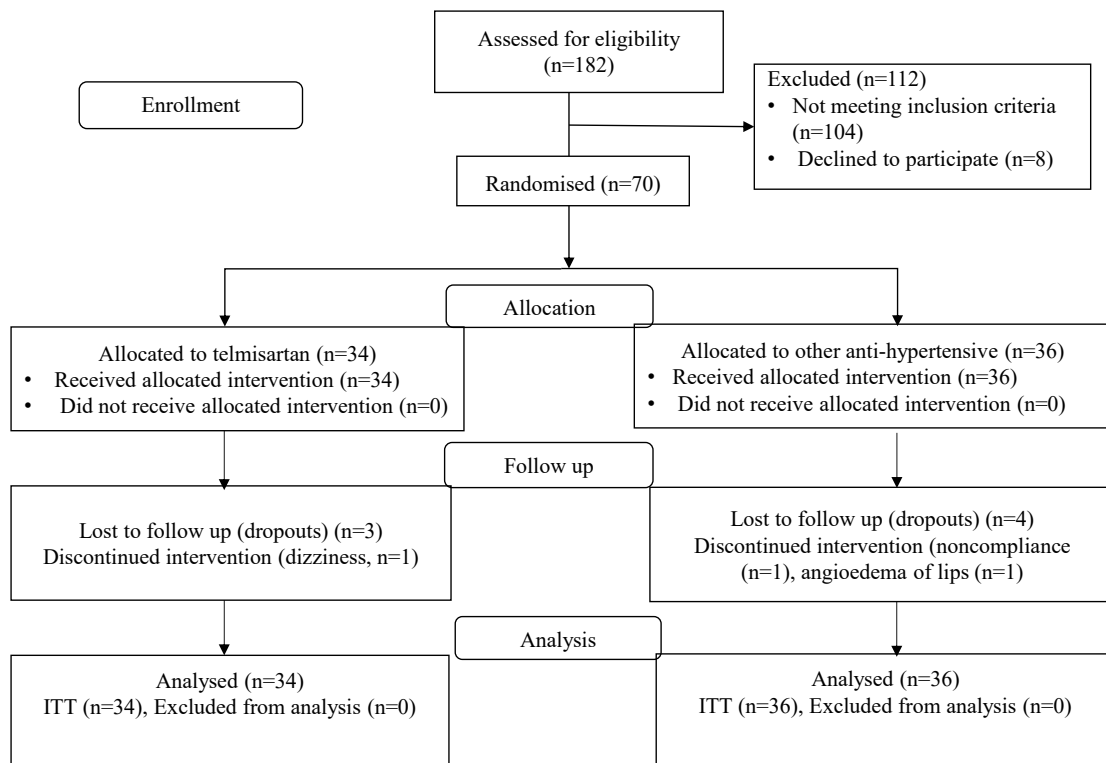 Assessed for eligibility
(n=182)
Enrollment
Excluded (n=112)
• Not meeting inclusion criteria
(n=104)
• Declined to participate (n=8)
Randomised (n=70)
Allocation
Allocated to telmisartan (n=34)
• Received allocated intervention (n=34)
• Did not receive allocated intervention (n=0)
Allocated to other anti-hypertensive (n=36)
• Received allocated intervention (n=36)
• Did not receive allocated intervention (n=0)
Follow up
Lost to follow up (dropouts) (n=3)
Discontinued intervention (dizziness, n=1)
Lost to follow up (dropouts) (n=4)
Discontinued intervention (noncompliance
(n=1), angioedema of lips (n=1)
Analysis
Analysed (n=34)
ITT (n=34), Excluded from analysis (n=0)
Analysed (n=36)
ITT (n=36), Excluded from analysis (n=0)